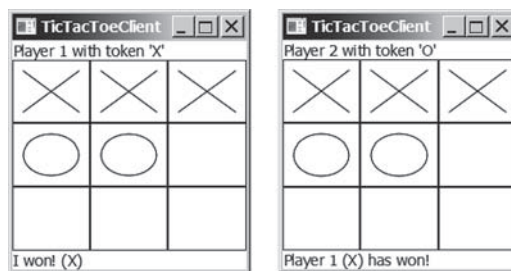 TicTacToeClient
Player 1 with token 'X'
I won! (X)
TicTacToeClient
Player 2 with token 'O'
Player 1 (X) has won!